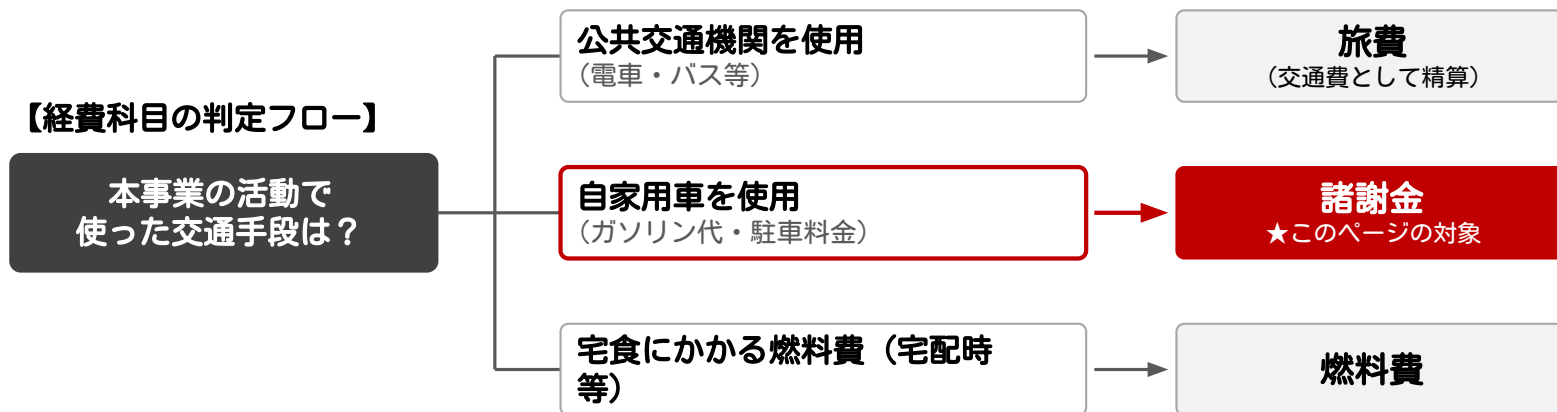 【経費科目の判定フロー】
本事業の活動で
使った交通手段は？
公共交通機関を使用
（電車・バス等）
旅費
（交通費として精算）
自家用車を使用
（ガソリン代・駐車料金）
諸謝金
★このページの対象
宅食にかかる燃料費（宅配時
等）
燃料費